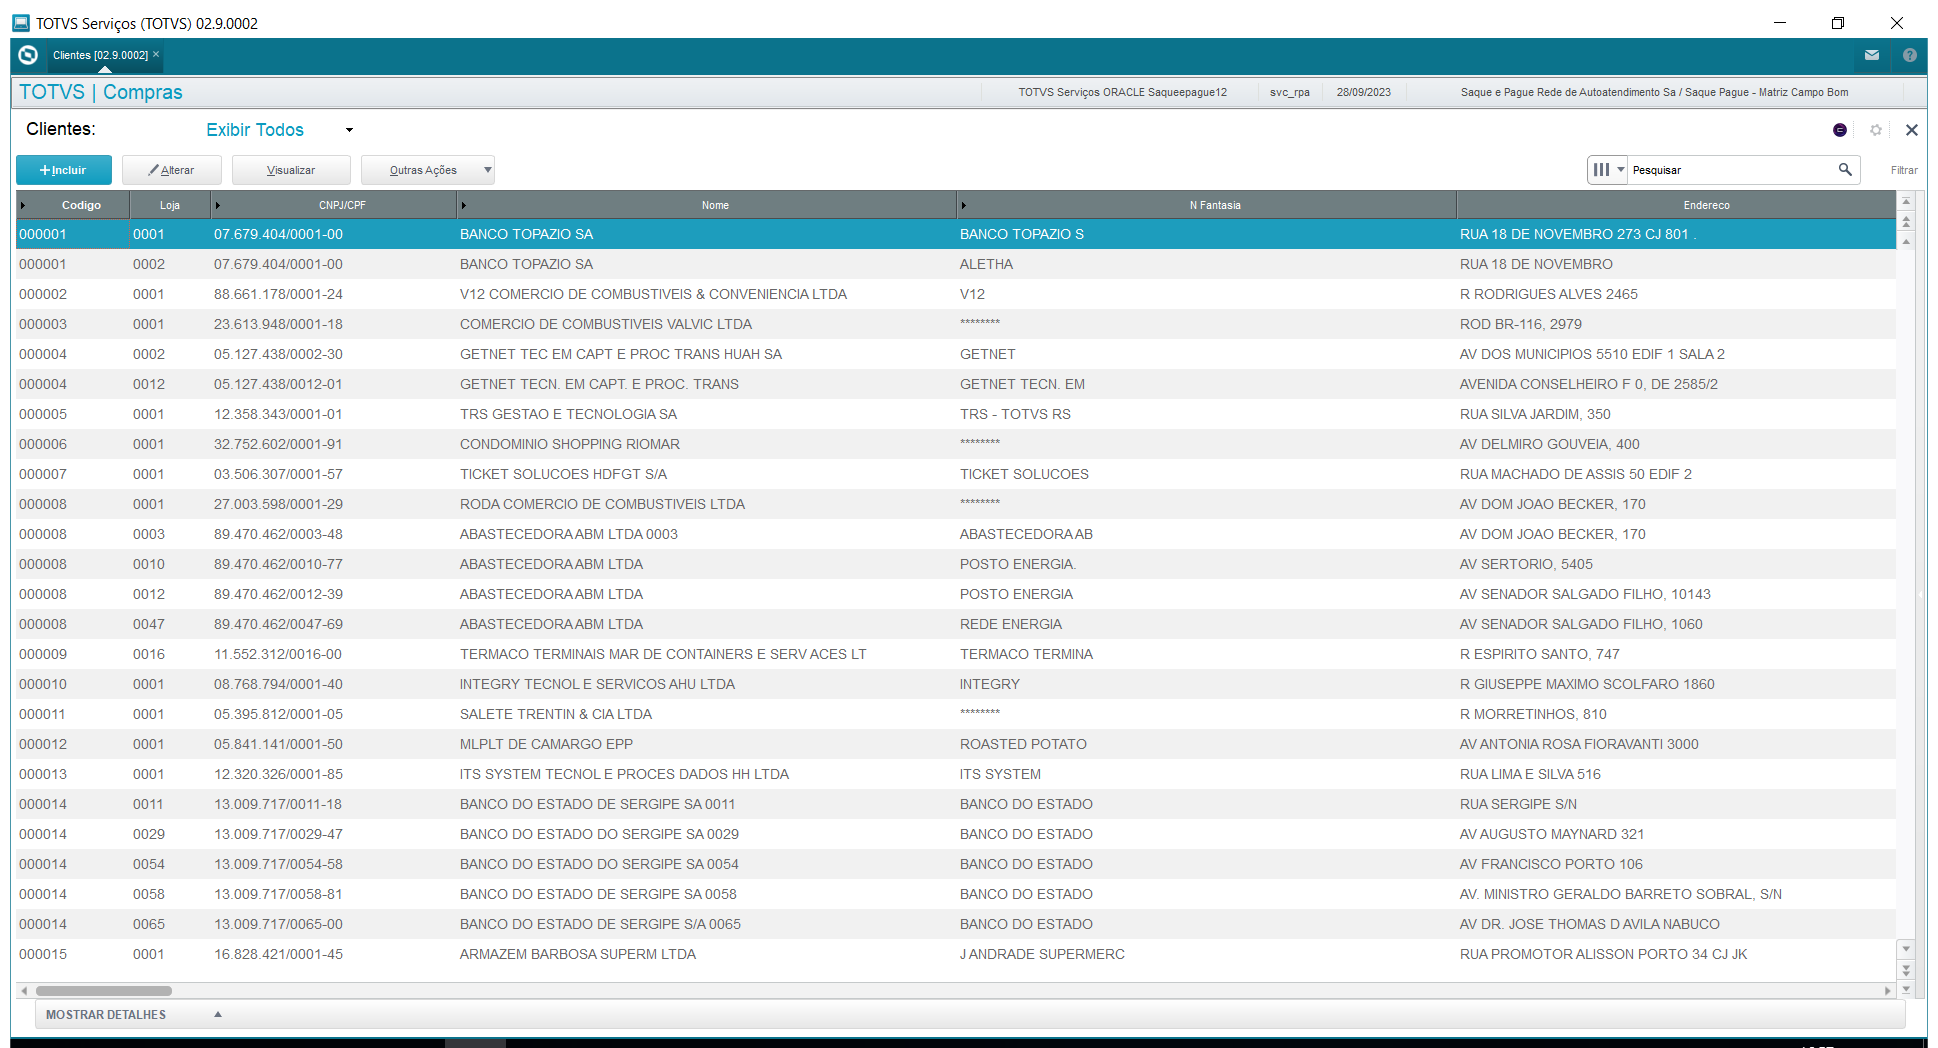 TOTVS Serviços (TOTVS) 02.9.0002
Clientes [02.9.0002] ×
TOTVS | Compras TOTVS Serviços ORACLE Saqueepague12 svc_rpa 28/09/2023 Saque e Pague Rede de Autoatendimento Sa / Saque Pague - Matriz Campo Bom
Clientes: Exibir Todos
+Incluir Alterar Visualizar Outras Ações Pesquisar Filtrar
Codigo Loja CNPJ/CPF Nome N Fantasia Endereco
000001 0001 07.679.404/0001-00 BANCO TOPAZIO SA BANCO TOPAZIO S RUA 18 DE NOVEMBRO 273 CJ 801 .
000001 0002 07.679.404/0001-00 BANCO TOPAZIO SA ALETHA RUA 18 DE NOVEMBRO
000002 0001 88.661.178/0001-24 V12 COMERCIO DE COMBUSTIVEIS & CONVENIENCIA LTDA V12 R RODRIGUES ALVES 2465
000003 0001 23.613.948/0001-18 COMERCIO DE COMBUSTIVEIS VALVIC LTDA ******** ROD BR-116, 2979
000004 0002 05.127.438/0002-30 GETNET TEC EM CAPT E PROC TRANS HUAH SA GETNET AV DOS MUNICIPIOS 5510 EDIF 1 SALA 2
000004 0012 05.127.438/0012-01 GETNET TECN. EM CAPT. E PROC. TRANS GETNET TECN. EM AVENIDA CONSELHEIRO F 0, DE 2585/2
000005 0001 12.358.343/0001-01 TRS GESTAO E TECNOLOGIA SA TRS - TOTVS RS RUA SILVA JARDIM, 350
000006 0001 32.752.602/0001-91 CONDOMINIO SHOPPING RIOMAR ******** AV DELMIRO GOUVEIA, 400
000007 0001 03.506.307/0001-57 TICKET SOLUCOES HDFGT S/A TICKET SOLUCOES RUA MACHADO DE ASSIS 50 EDIF 2
000008 0001 27.003.598/0001-29 RODA COMERCIO DE COMBUSTIVEIS LTDA ******** AV DOM JOAO BECKER, 170
000008 0003 89.470.462/0003-48 ABASTECEDORA ABM LTDA 0003 ABASTECEDORA AB AV DOM JOAO BECKER, 170
000008 0010 89.470.462/0010-77 ABASTECEDORA ABM LTDA POSTO ENERGIA. AV SERTORIO, 5405
000008 0012 89.470.462/0012-39 ABASTECEDORA ABM LTDA POSTO ENERGIA AV SENADOR SALGADO FILHO, 10143
000008 0047 89.470.462/0047-69 ABASTECEDORA ABM LTDA REDE ENERGIA AV SENADOR SALGADO FILHO, 1060
000009 0016 11.552.312/0016-00 TERMACO TERMINAIS MAR DE CONTAINERS E SERV ACES LT TERMACO TERMINA R ESPIRITO SANTO, 747
000010 0001 08.768.794/0001-40 INTEGRY TECNOL E SERVICOS AHU LTDA INTEGRY R GIUSEPPE MAXIMO SCOLFARO 1860
000011 0001 05.395.812/0001-05 SALETE TRENTIN & CIA LTDA ******** R MORRETINHOS, 810
000012 0001 05.841.141/0001-50 MLPLT DE CAMARGO EPP ROASTED POTATO AV ANTONIA ROSA FIORAVANTI 3000
000013 0001 12.320.326/0001-85 ITS SYSTEM TECNOL E PROCES DADOS HH LTDA ITS SYSTEM RUA LIMA E SILVA 516
000014 0011 13.009.717/0011-18 BANCO DO ESTADO DE SERGIPE SA 0011 BANCO DO ESTADO RUA SERGIPE S/N
000014 0029 13.009.717/0029-47 BANCO DO ESTADO DO SERGIPE SA 0029 BANCO DO ESTADO AV AUGUSTO MAYNARD 321
000014 0054 13.009.717/0054-58 BANCO DO ESTADO DO SERGIPE SA 0054 BANCO DO ESTADO AV FRANCISCO PORTO 106
000014 0058 13.009.717/0058-81 BANCO DO ESTADO DE SERGIPE SA 0058 BANCO DO ESTADO AV. MINISTRO GERALDO BARRETO SOBRAL, S/N
000014 0065 13.009.717/0065-00 BANCO DO ESTADO DE SERGIPE S/A 0065 BANCO DO ESTADO AV DR. JOSE THOMAS D AVILA NABUCO
000015 0001 16.828.421/0001-45 ARMAZEM BARBOSA SUPERM LTDA J ANDRADE SUPERMERC RUA PROMOTOR ALISSON PORTO 34 CJ JK
MOSTRAR DETALHES